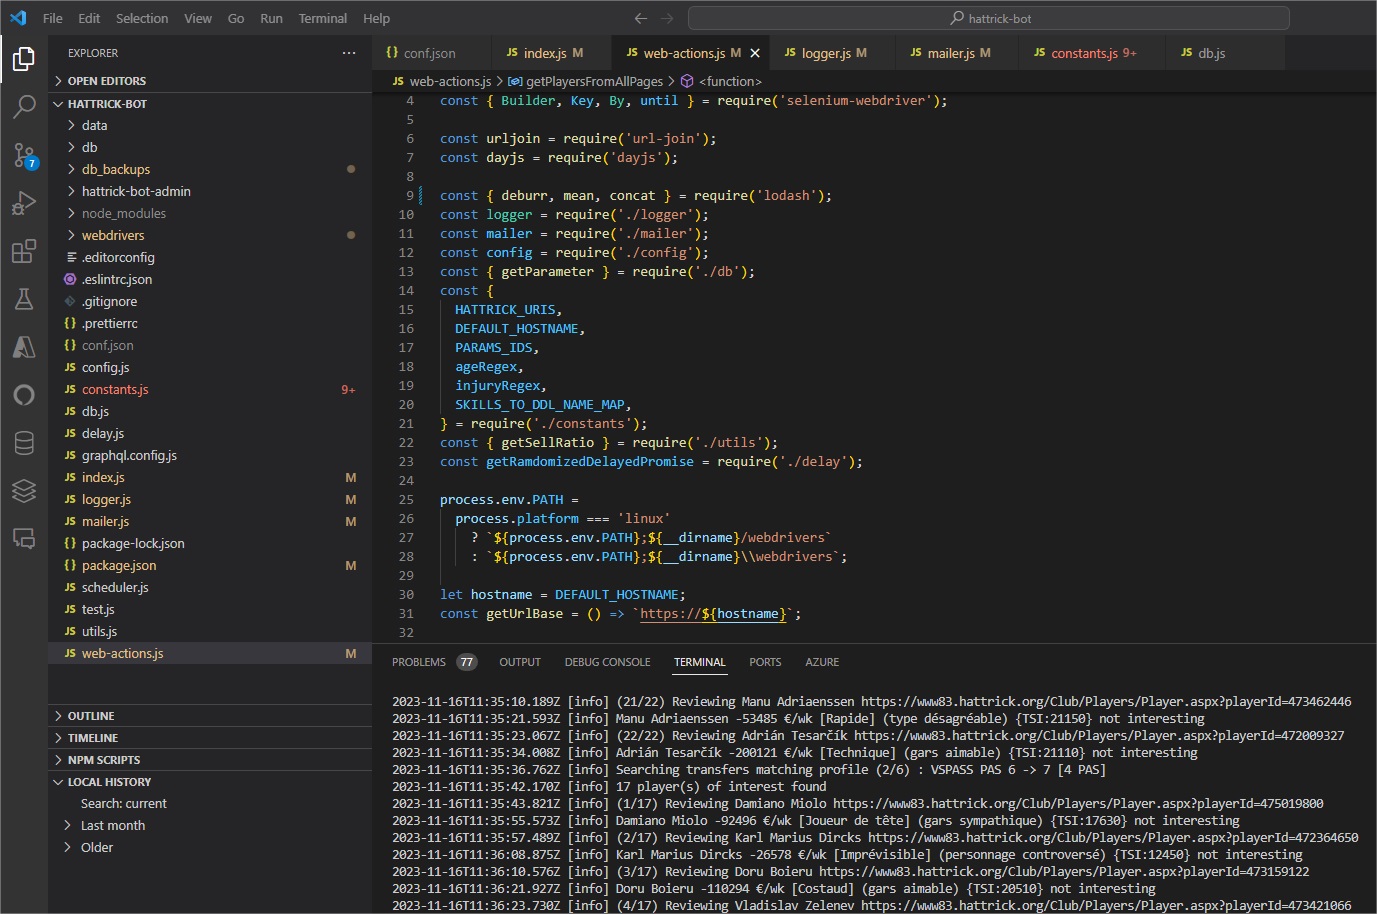 File Edit Selection View Go Run Terminal Help
hattrick-bot
EXPLORER
OPEN EDITORS
HATTRICK-BOT
data
db
db_backups
hattrick-bot-admin
node_modules
webdrivers
.editorconfig
.eslintrc.json
.gitignore
{} .prettierrc
{} conf.json
JS config.js
JS constants.js 9+
JS db.js
JS delay.js
JS graphql.config.js
JS index.js M
JS logger.js M
JS mailer.js M
{} package-lock.json
{} package.json M
JS scheduler.js
JS test.js
JS utils.js
JS web-actions.js M
OUTLINE
TIMELINE
NPM SCRIPTS
LOCAL HISTORY
Search: current
Last month
Older
7
{} conf.json JS index.js M JS web-actions.js M JS logger.js M JS mailer.js M JS constants.js 9+ JS db.js
JS web-actions.js > getPlayersFromAllPages > <function>
4 const { Builder, Key, By, until } = require('selenium-webdriver');
5
6 const urljoin = require('url-join');
7 const dayjs = require('dayjs');
8
9 const { deburr, mean, concat } = require('lodash');
10 const logger = require('./logger');
11 const mailer = require('./mailer');
12 const config = require('./config');
13 const { getParameter } = require('./db');
14 const {
15 HATTRICK_URIS,
16 DEFAULT_HOSTNAME,
17 PARAMS_IDS,
18 ageRegex,
19 injuryRegex,
20 SKILLS_TO_DDL_NAME_MAP,
21 } = require('./constants');
22 const { getSellRatio } = require('./utils');
23 const getRamdomizedDelayedPromise = require('./delay');
24
25 process.env.PATH =
26 process.platform === 'linux'
27 ? `${process.env.PATH};${__dirname}/webdrivers`
28 : `${process.env.PATH};${__dirname}\\webdrivers`;
29
30 let hostname = DEFAULT_HOSTNAME;
31 const getUrlBase = () => `https://${hostname}`;
32
PROBLEMS 77 OUTPUT DEBUG CONSOLE TERMINAL PORTS AZURE
2023-11-16T11:35:10.189Z [info] (21/22) Reviewing Manu Adriaenssen https://www83.hattrick.org/Club/Players/Player.aspx?playerId=473462446
2023-11-16T11:35:21.593Z [info] Manu Adriaenssen -53485 €/wk [Rapide] (type désagréable) {TSI:21150} not interesting
2023-11-16T11:35:23.067Z [info] (22/22) Reviewing Adrián Tesarčík https://www83.hattrick.org/Club/Players/Player.aspx?playerId=472009327
2023-11-16T11:35:34.008Z [info] Adrián Tesarčík -200121 €/wk [Technique] (gars aimable) {TSI:21110} not interesting
2023-11-16T11:35:36.762Z [info] Searching transfers matching profile (2/6) : VSPASS PAS 6 -> 7 [4 PAS]
2023-11-16T11:35:42.170Z [info] 17 player(s) of interest found
2023-11-16T11:35:43.821Z [info] (1/17) Reviewing Damiano Miolo https://www83.hattrick.org/Club/Players/Player.aspx?playerId=475019800
2023-11-16T11:35:55.573Z [info] Damiano Miolo -92496 €/wk [Joueur de tête] (gars sympathique) {TSI:17630} not interesting
2023-11-16T11:35:57.489Z [info] (2/17) Reviewing Karl Marius Dircks https://www83.hattrick.org/Club/Players/Player.aspx?playerId=472364650
2023-11-16T11:36:08.875Z [info] Karl Marius Dircks -26578 €/wk [Imprévisible] (personnage controversé) {TSI:12450} not interesting
2023-11-16T11:36:10.576Z [info] (3/17) Reviewing Doru Boieru https://www83.hattrick.org/Club/Players/Player.aspx?playerId=473159122
2023-11-16T11:36:21.927Z [info] Doru Boieru -110294 €/wk [Costaud] (gars aimable) {TSI:20510} not interesting
2023-11-16T11:36:23.730Z [info] (4/17) Reviewing Vladislav Zelenev https://www83.hattrick.org/Club/Players/Player.aspx?playerId=473421066